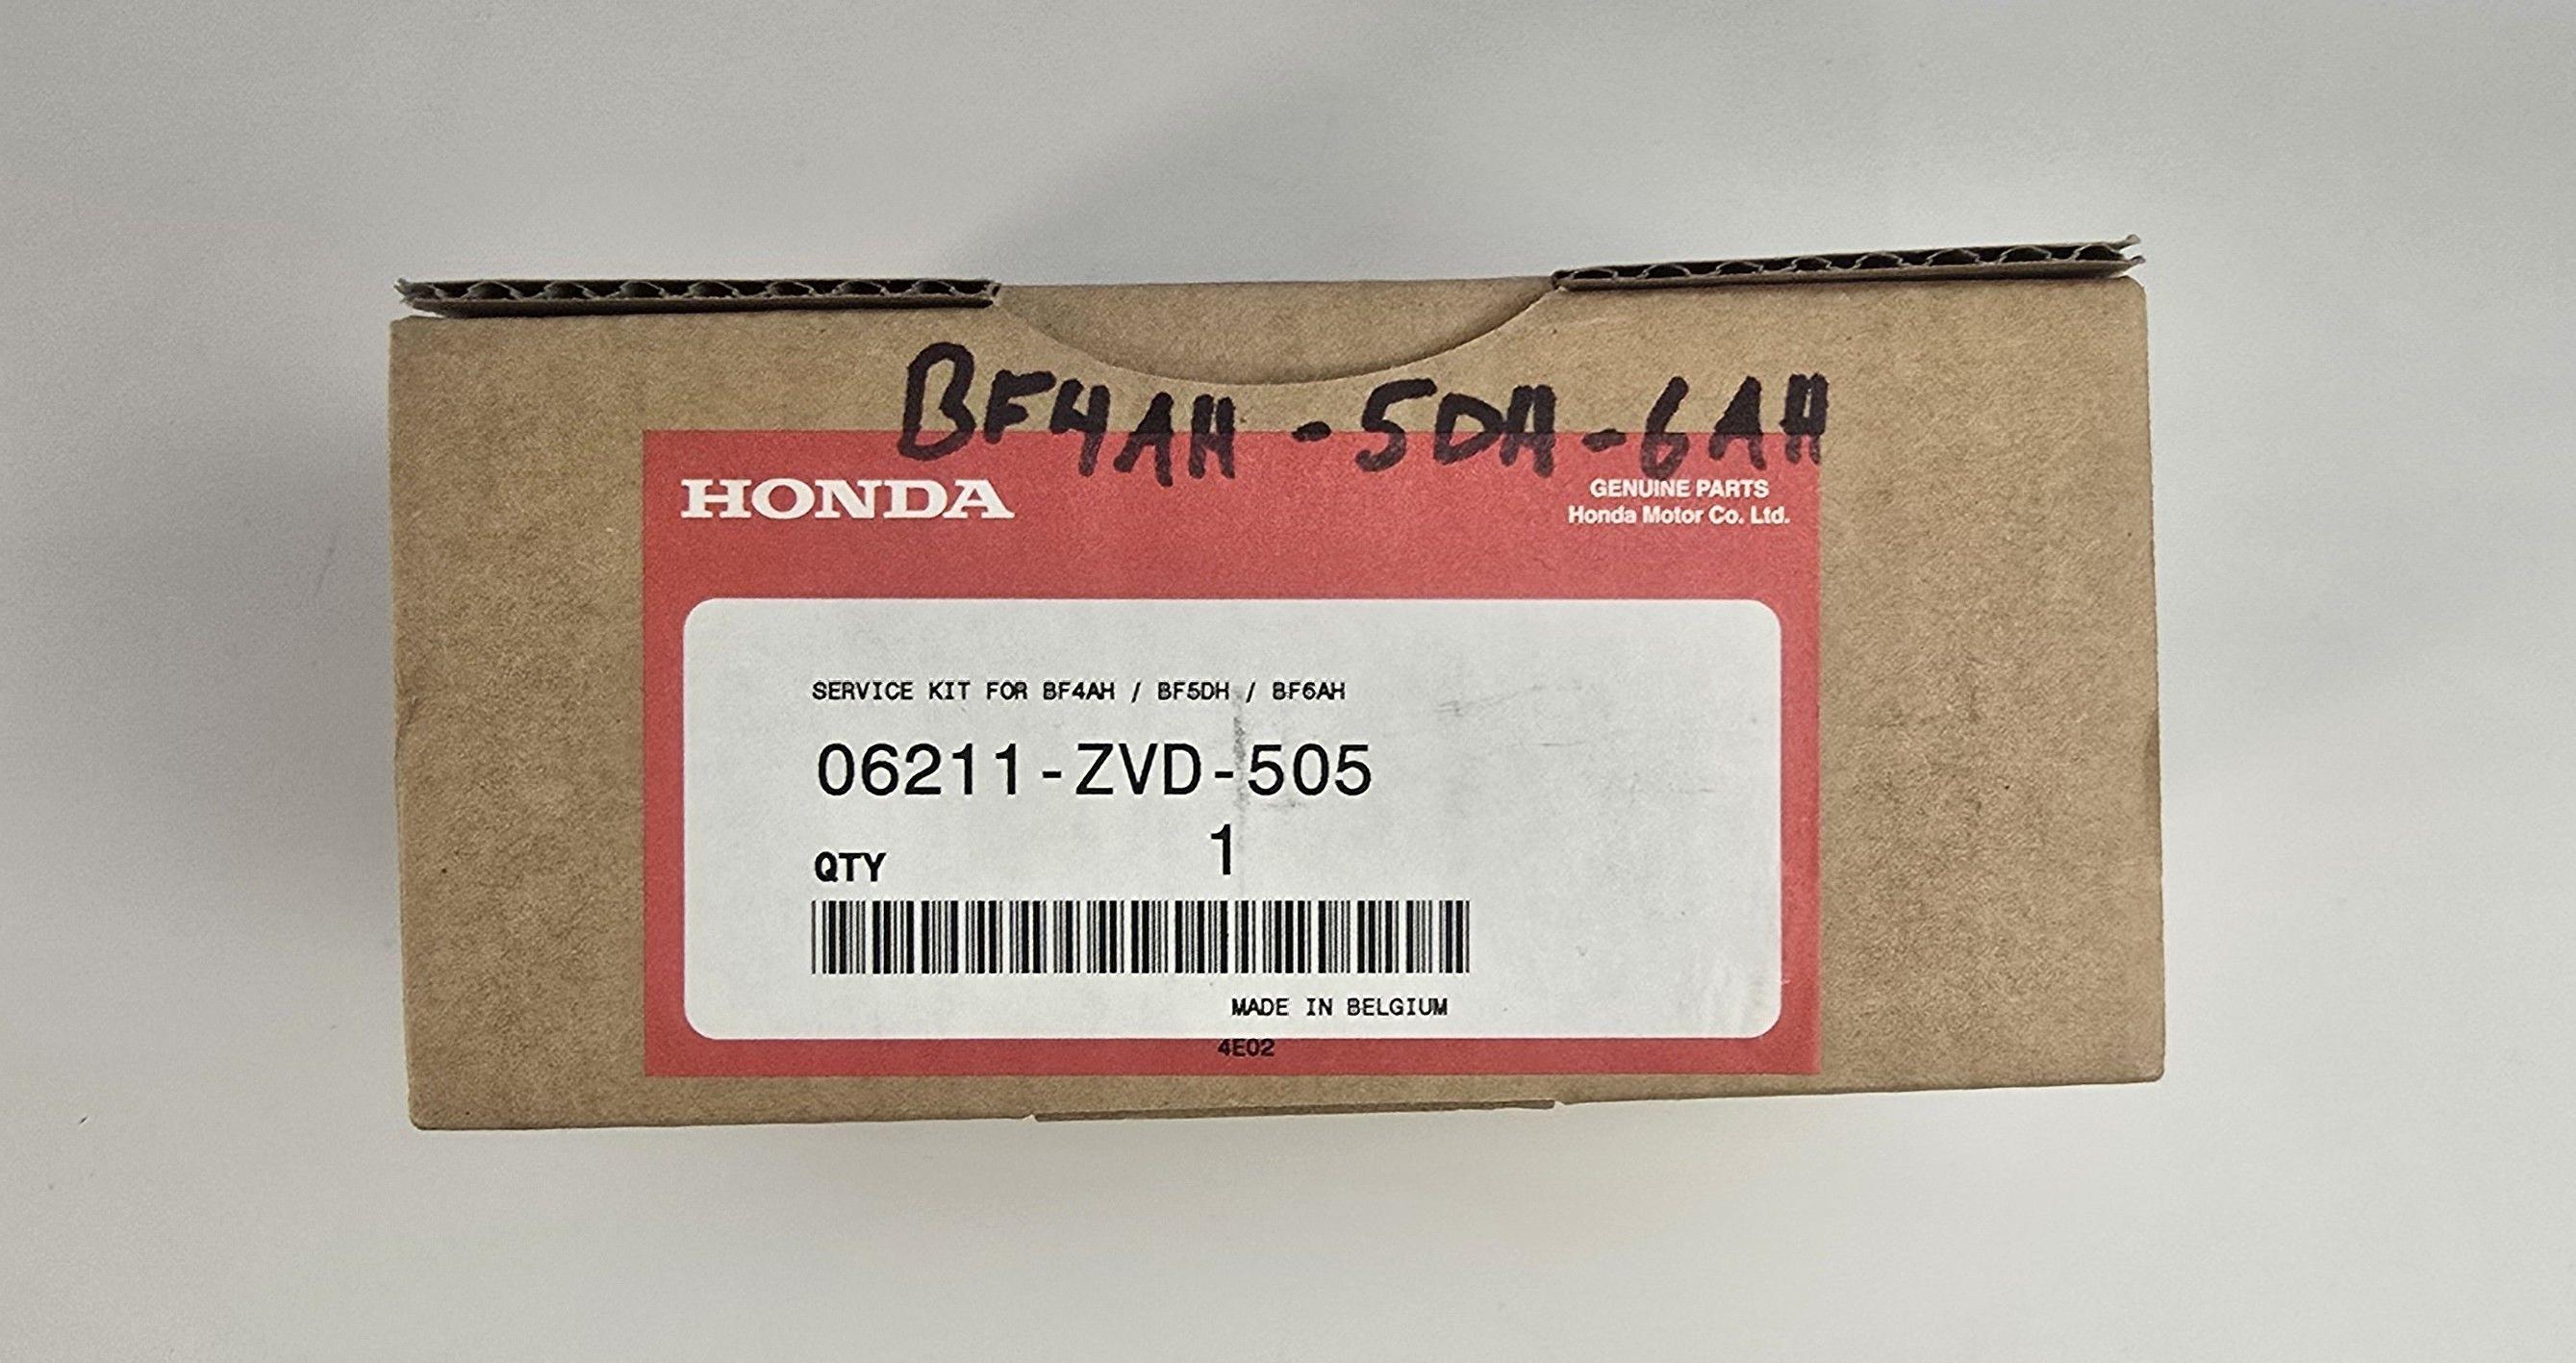 BF4AH-5DH-6AH
HONDA
GENUINE PARTS
Honda Motor Co. Ltd.
SERVICE KIT FOR BF4AH / BF5DH / BF6AH
06211-ZVD-505
QTY 1
MADE IN BELGIUM
4E02